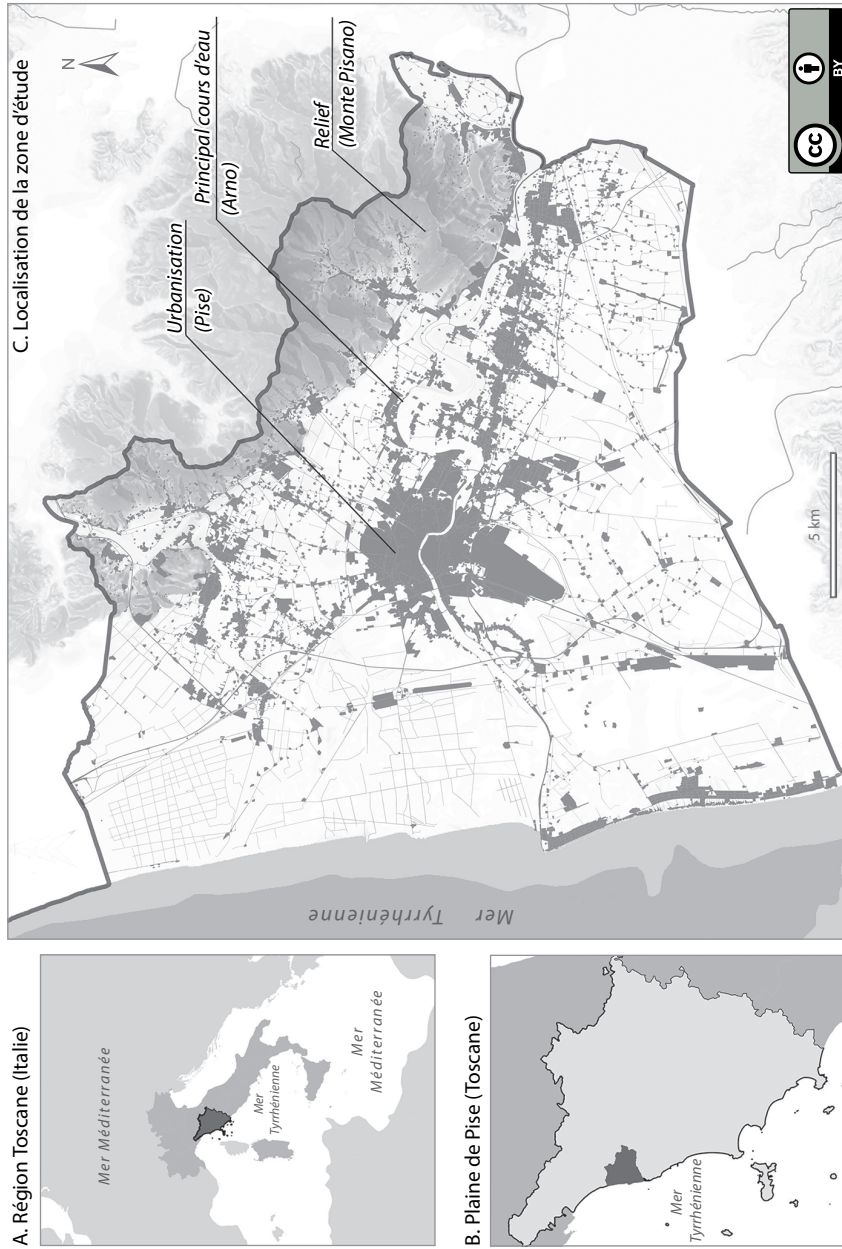 A. Région Toscane (Italie)
Mer Méditerranée
Mer
Tyrrhénienne
Mer
Méditerranée
B. Plaine de Pise (Toscane)
Mer
Tyrrhénienne
C. Localisation de la zone d'étude
N
Urbanisation
(Pise)
Principal cours d'eau
(Arno)
Relief
(Monte Pisano)
Mer Tyrrhénienne
5 km
cc
BY